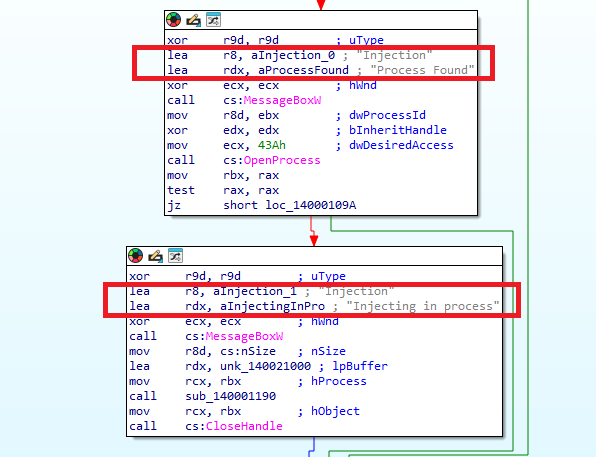 xor r9d, r9d ; uType
lea r8, aInjection_0 ; "Injection"
lea rdx, aProcessFound ; "Process Found"
xor ecx, ecx ; hWnd
call cs:MessageBoxW
mov r8d, ebx ; dwProcessId
xor edx, edx ; bInheritHandle
mov ecx, 43Ah ; dwDesiredAccess
call cs:OpenProcess
mov rbx, rax
test rax, rax
jz short loc_14000109A
xor r9d, r9d ; uType
lea r8, aInjection_1 ; "Injection"
lea rdx, aInjectingInPro ; "Injecting in process"
xor ecx, ecx ; hWnd
call cs:MessageBoxW
mov r8d, cs:nSize ; nSize
lea rdx, unk_140021000 ; lpBuffer
mov rcx, rbx ; hProcess
call sub_140001190
mov rcx, rbx ; hObject
call cs:CloseHandle